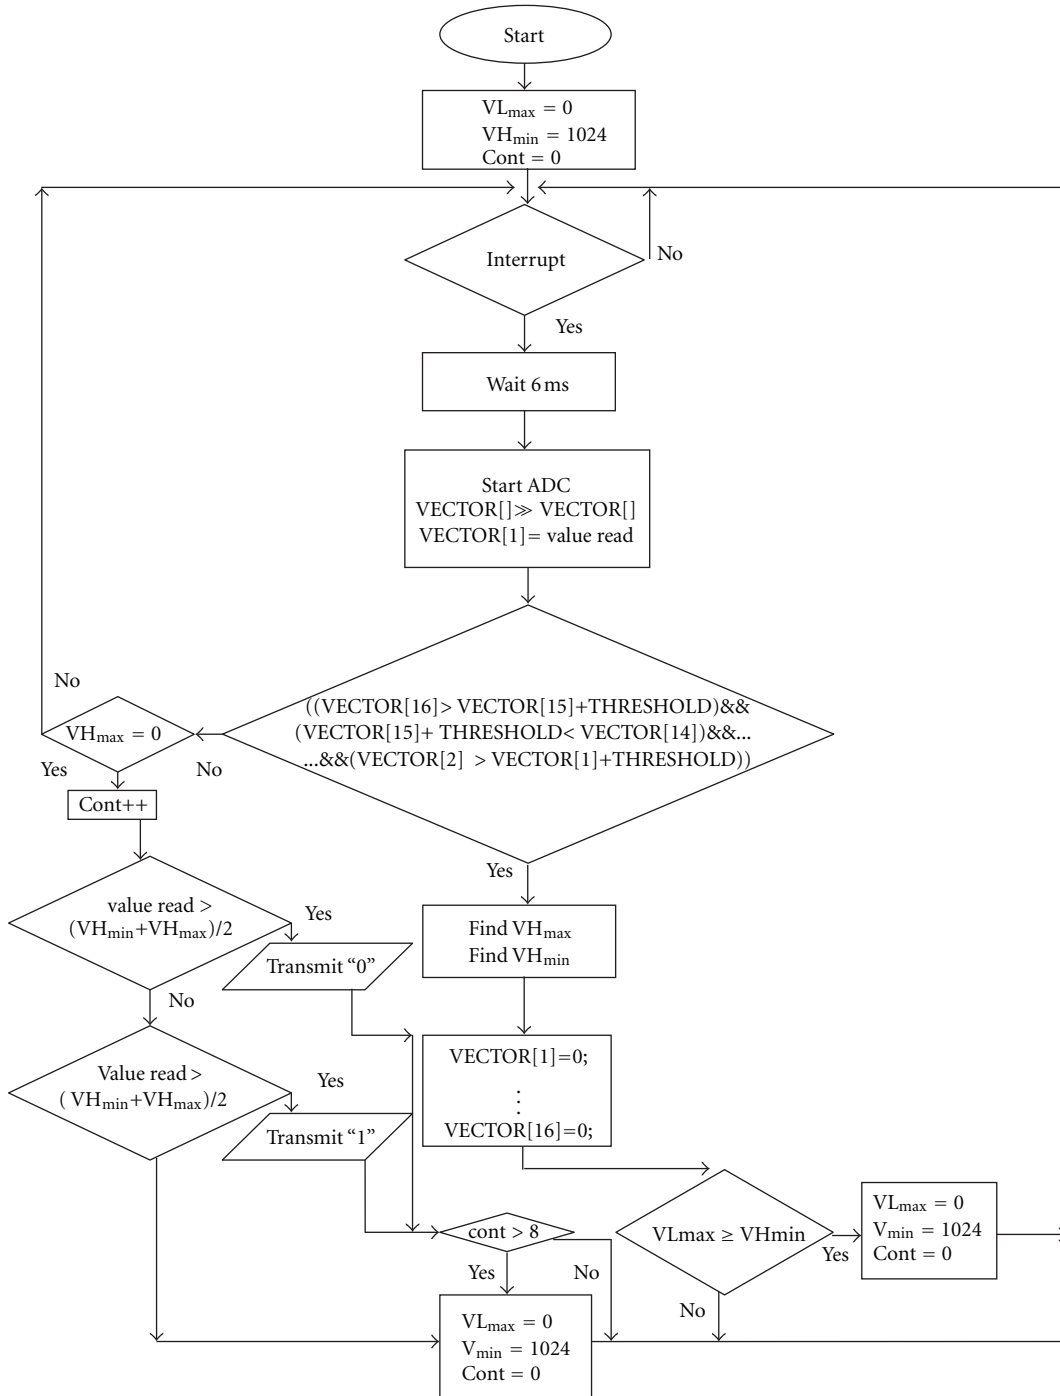 Start
VLmax = 0
VHmin = 1024
Cont = 0
Interrupt
No
Yes
Wait 6 ms
Start ADC
VECTOR[]≫ VECTOR[]
VECTOR[1]= value read
((VECTOR[16]> VECTOR[15]+THRESHOLD)&&
(VECTOR[15]+ THRESHOLD< VECTOR[14])&&...
...&&(VECTOR[2] > VECTOR[1]+THRESHOLD))
No
VHmax = 0
No
Yes
Cont++
Yes
value read >
(VHmin+VHmax)/2
Yes
Transmit “0”
No
Find VHmax
Find VHmin
Value read >
( VHmin+VHmax)/2
Yes
Transmit “1”
VECTOR[1]=0;
⋮
VECTOR[16]=0;
cont > 8
Yes
No
VLmax ≥ VHmin
Yes
No
VLmax = 0
Vmin = 1024
Cont = 0
VLmax = 0
Vmin = 1024
Cont = 0